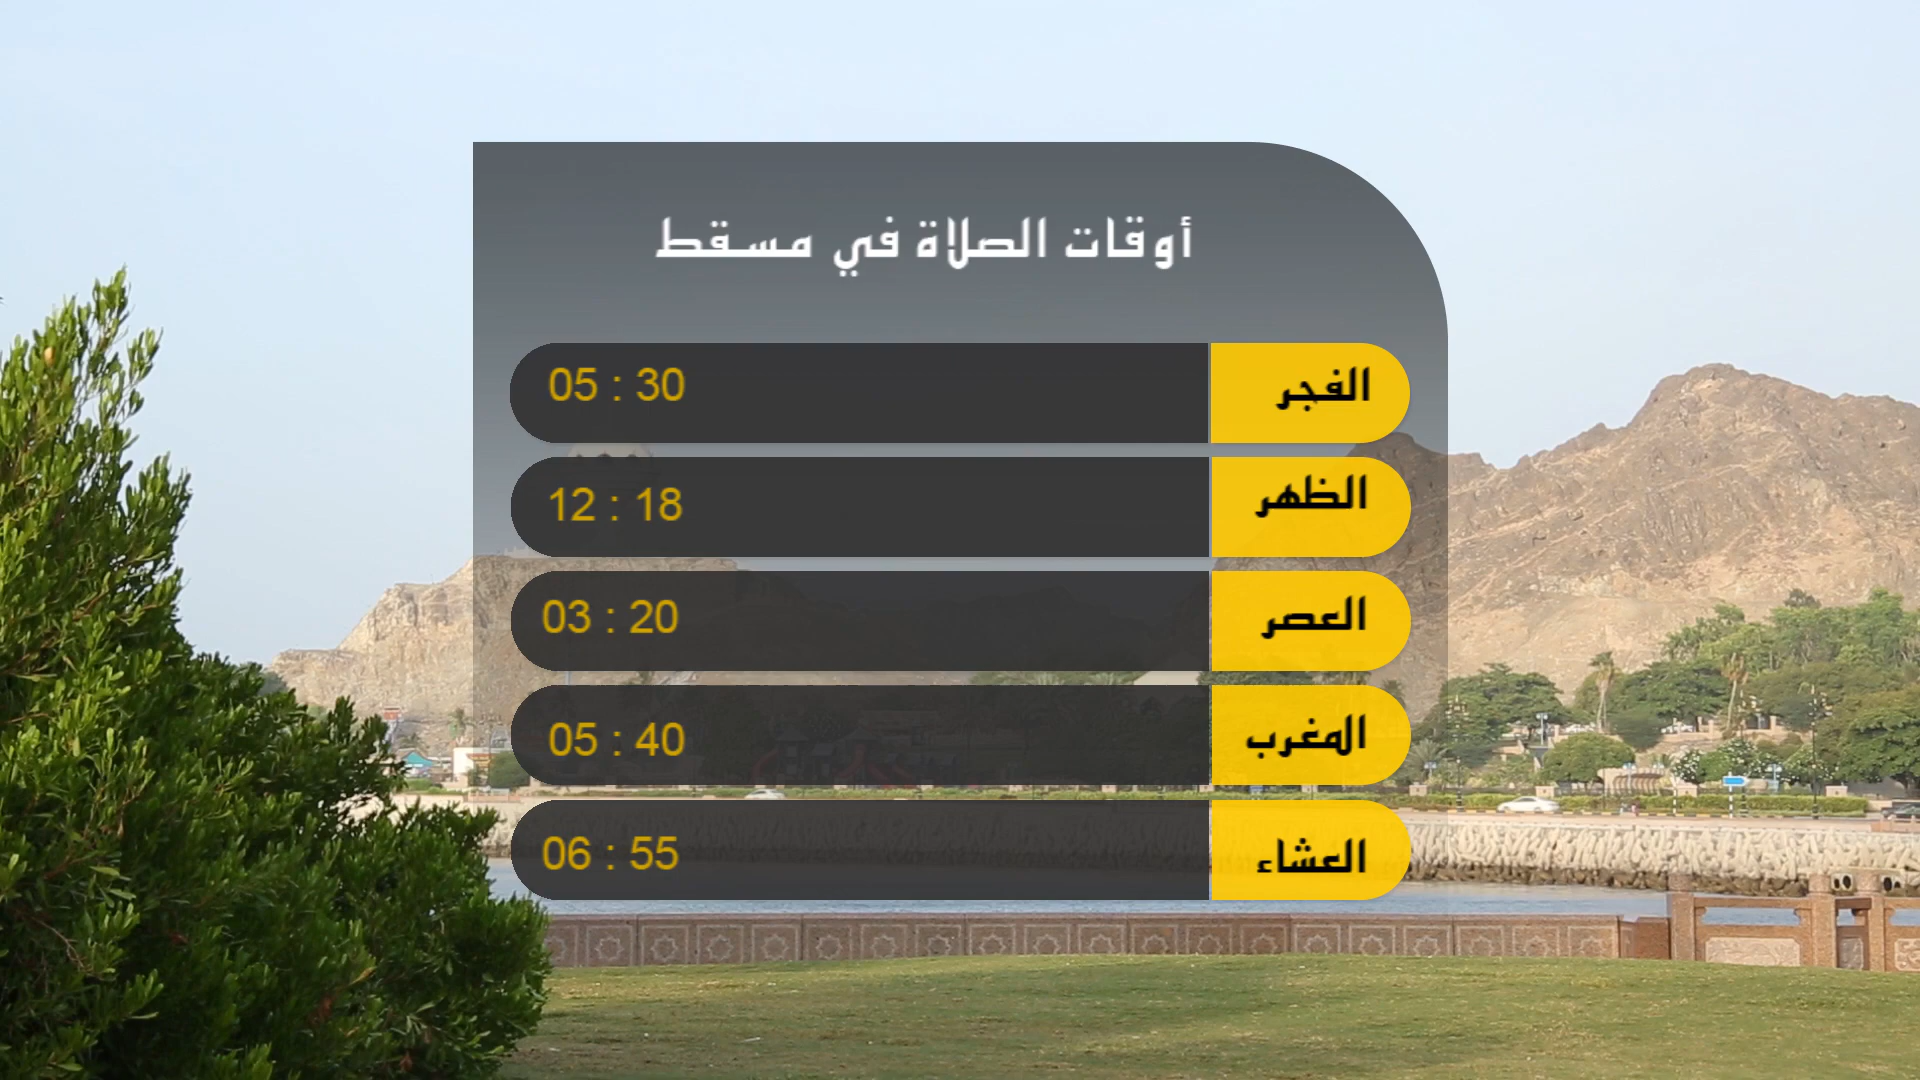 أوقات الصلاة في مسقط
الفجر 05 : 30
الظهر 12 : 18
العصر 03 : 20
المغرب 05 : 40
العشاء 06 : 55